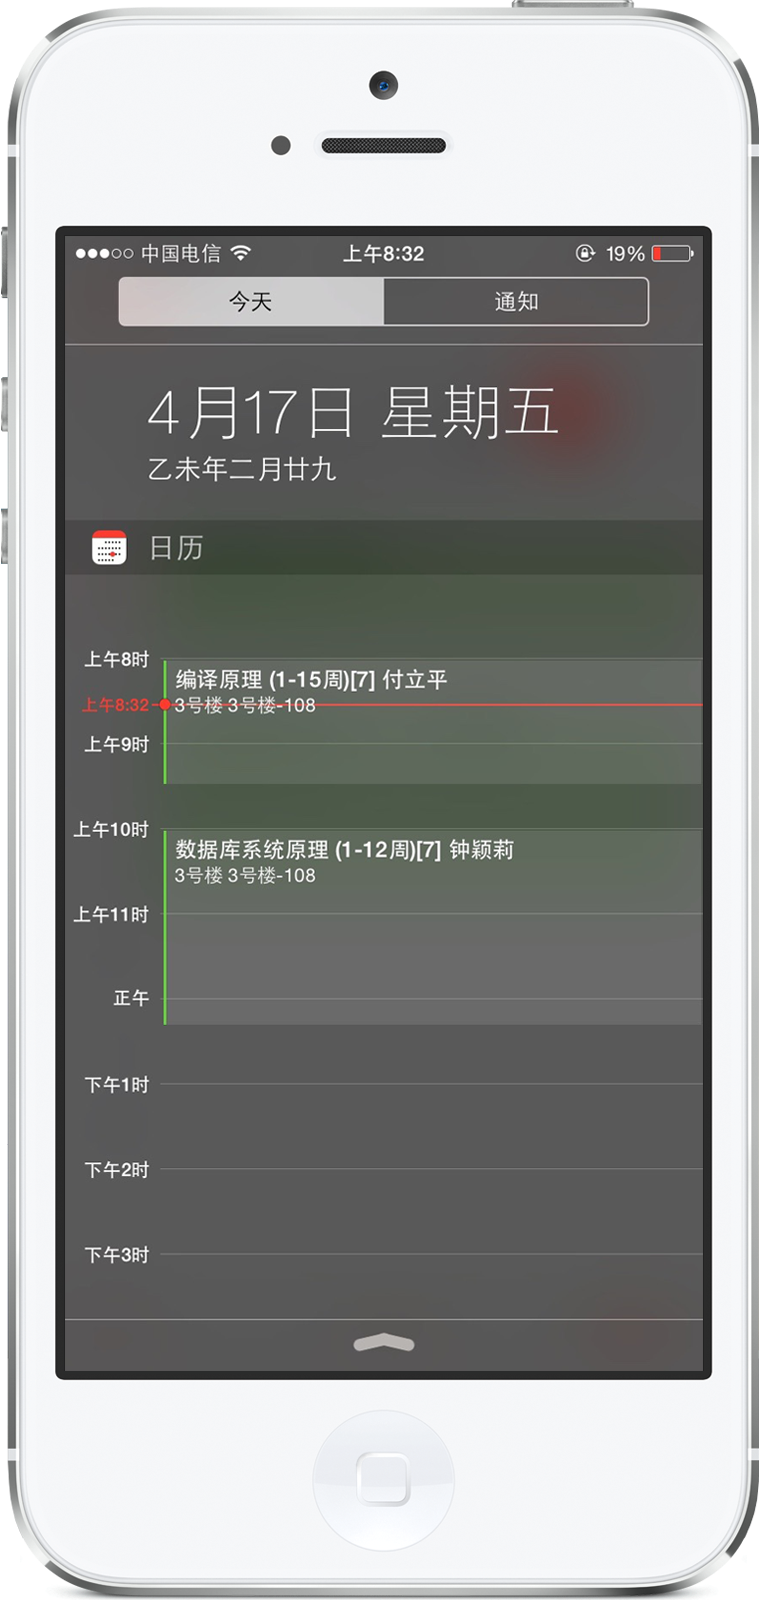 中国电信 上午8:32 19%
今天 通知
4月17日 星期五
乙未年二月廿九
日历
上午8时
编译原理 (1-15周)[7] 付立平
上午8:32 3号楼 3号楼-108
上午9时
上午10时
数据库系统原理 (1-12周)[7] 钟颖莉
3号楼 3号楼-108
上午11时
正午
下午1时
下午2时
下午3时